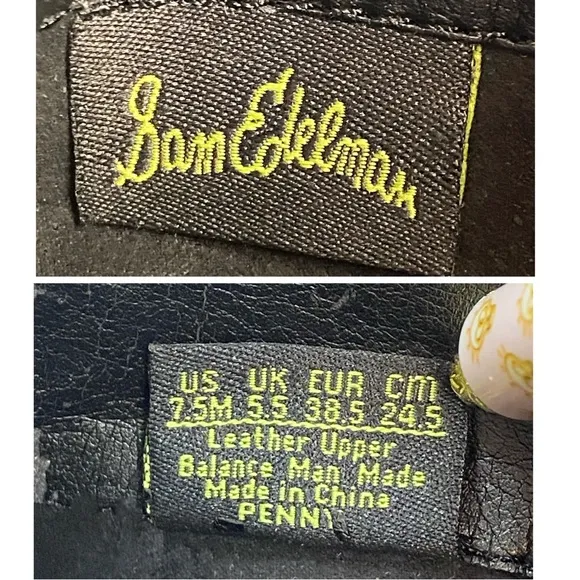 Sam Edelman
US UK EUR cm
7.5M 5.5 38.5 24.5
Leather Upper
Balance Man Made
Made in China
PENNY